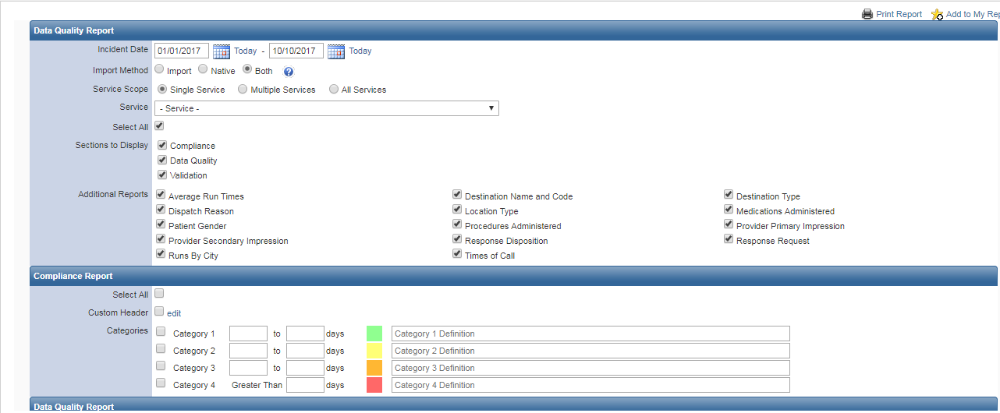 Print Report Add to My Rep
Data Quality Report
Incident Date 01/01/2017 Today - 10/10/2017 Today
Import Method Import Native Both ?
Service Scope Single Service Multiple Services All Services
Service - Service -
Select All
Sections to Display Compliance
Data Quality
Validation
Additional Reports Average Run Times Destination Name and Code Destination Type
Dispatch Reason Location Type Medications Administered
Patient Gender Procedures Administered Provider Primary Impression
Provider Secondary Impression Response Disposition Response Request
Runs By City Times of Call
Compliance Report
Select All
Custom Header edit
Categories Category 1 to days Category 1 Definition
Category 2 to days Category 2 Definition
Category 3 to days Category 3 Definition
Category 4 Greater Than days Category 4 Definition
Data Quality Report